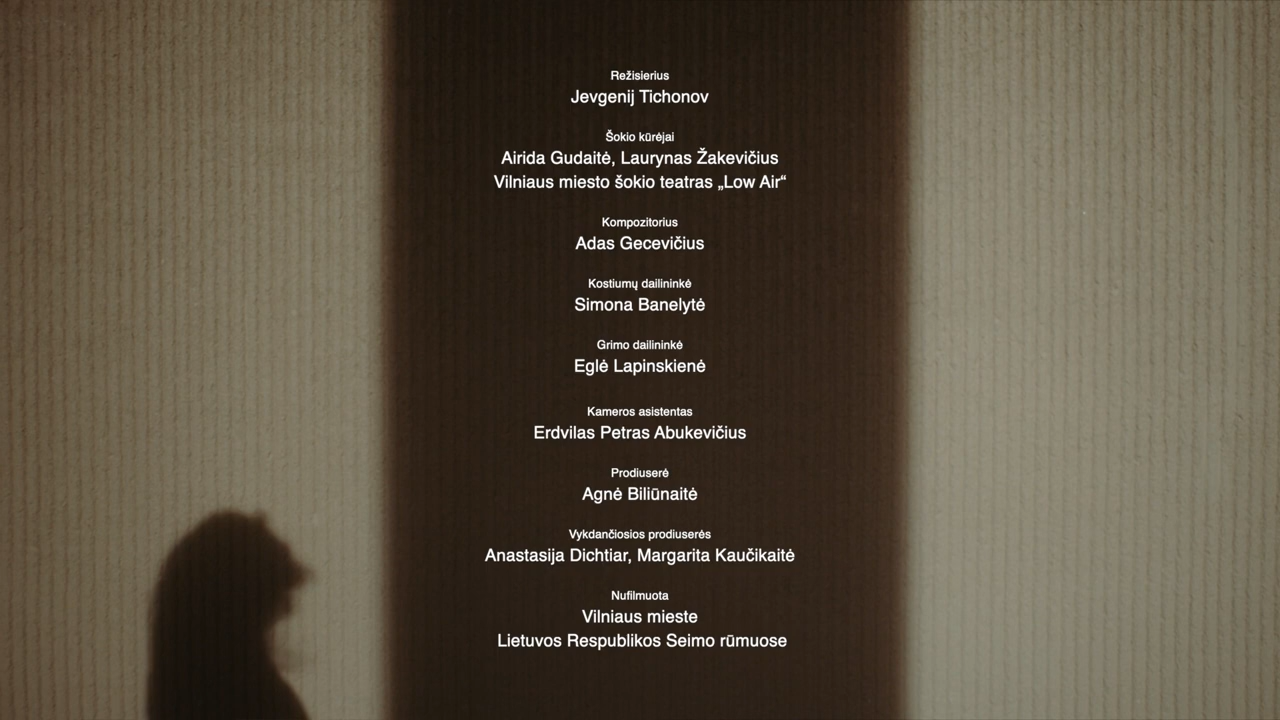 Režisierius
Jevgenij Tichonov
Šokio kūrėjai
Airida Gudaitė, Laurynas Žakevičius
Vilniaus miesto šokio teatras „Low Air“
Kompozitorius
Adas Gecevičius
Kostiumų dailininkė
Simona Banelytė
Grimo dailininkė
Eglė Lapinskienė
Kameros asistentas
Erdvilas Petras Abukevičius
Prodiuserė
Agnė Biliūnaitė
Vykdančiosios prodiuserės
Anastasija Dichtiar, Margarita Kaučikaitė
Nufilmuota
Vilniaus mieste
Lietuvos Respublikos Seimo rūmuose